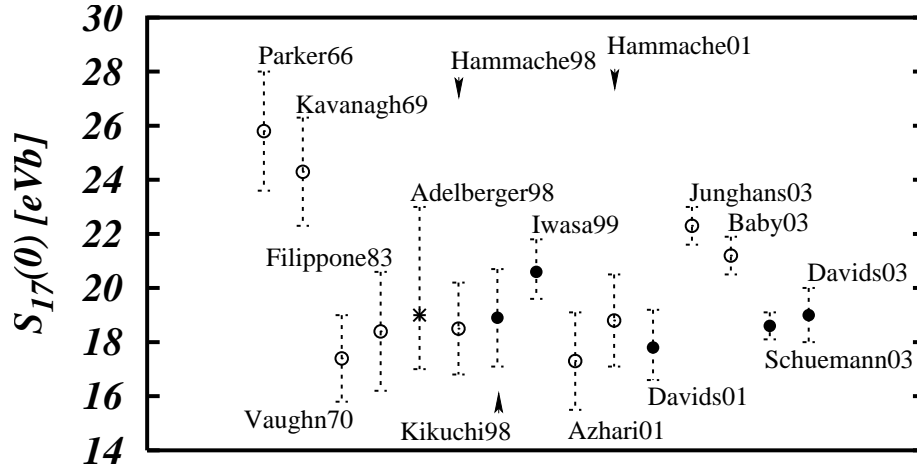 S17(0) [eVb]
30
28
26
24
22
20
18
16
14
Parker66
Kavanagh69
Hammache98
Hammache01
Adelberger98
Iwasa99
Junghans03
Baby03
Filippone83
Davids03
Vaughn70
Kikuchi98
Azhari01
Davids01
Schuemann03